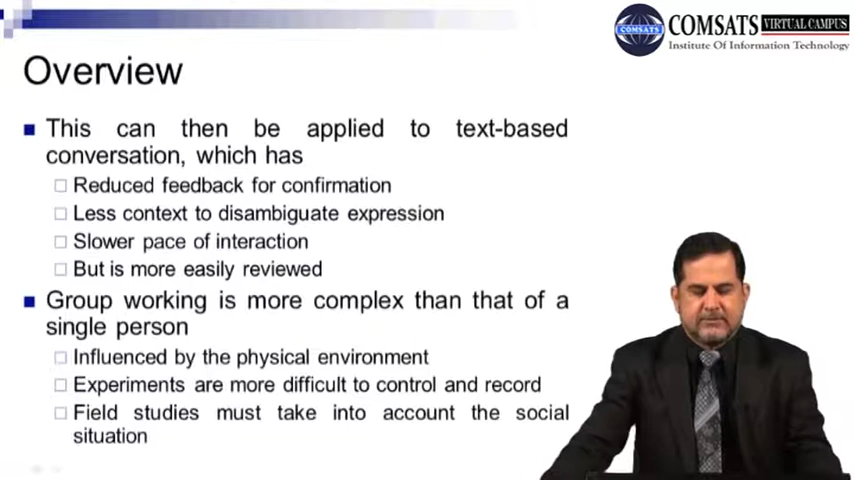 COMSATS
COMSATS VIRTUAL CAMPUS
Institute Of Information Technology
Overview
This can then be applied to text-based
conversation, which has
Reduced feedback for confirmation
Less context to disambiguate expression
Slower pace of interaction
But is more easily reviewed
Group working is more complex than that of a
single person
Influenced by the physical environment
Experiments are more difficult to control and record
Field studies must take into account the social
situation